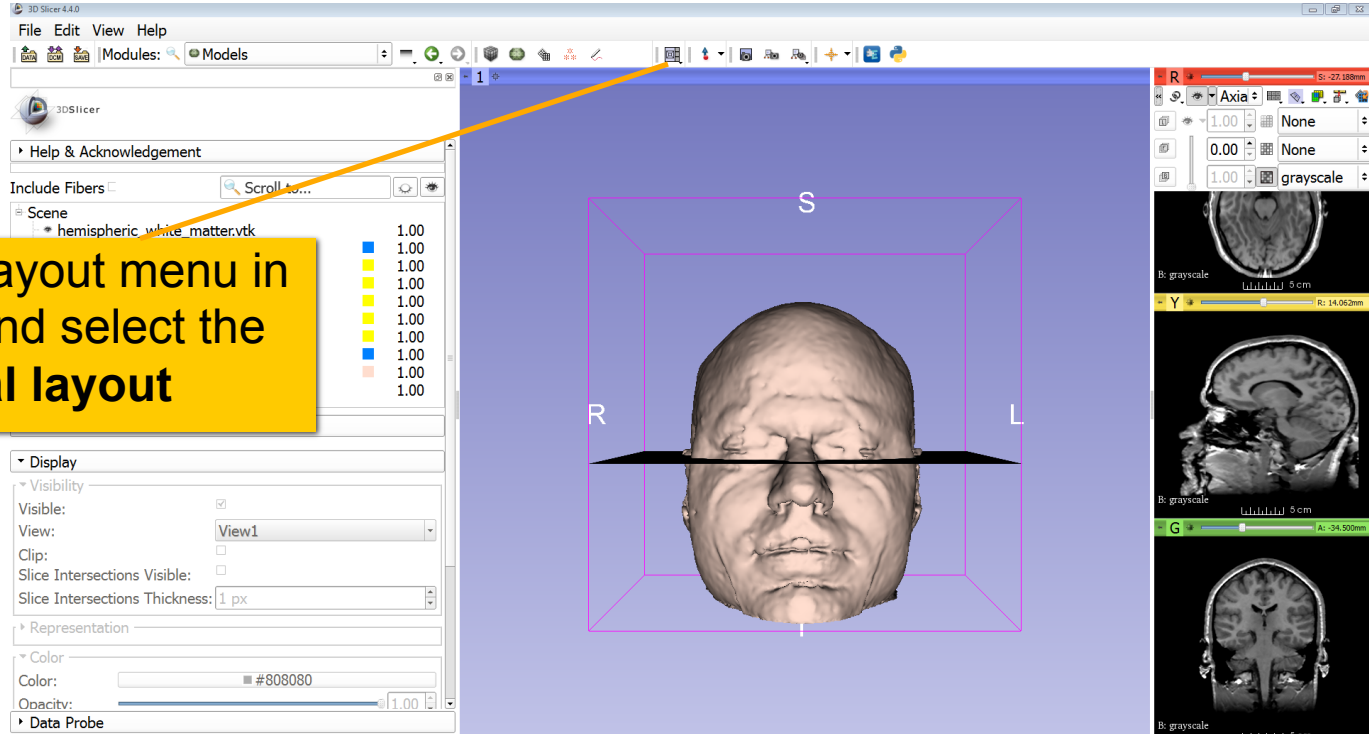 3D Slicer 4.4.0
File Edit View Help
DATA DCM SAVE Modules: Models
1
3DSlicer
Help & Acknowledgement
Include Fibers Scroll to...
Scene
hemispheric_white_matter.vtk 1.00
1.00
1.00
1.00
1.00
1.00
1.00
1.00
1.00
1.00
ayout menu in
nd select the
al layout
Display
Visibility
Visible:
View: View1
Clip:
Slice Intersections Visible:
Slice Intersections Thickness: 1 px
Representation
Color
Color: #808080
Opacity: 1.00
Data Probe
S
R
L
I
R S: -27.188mm
Axia
1.00 None
0.00 None
1.00 grayscale
B: grayscale
5 cm
Y R: 14.062mm
B: grayscale
5 cm
G A: -34.500mm
B: grayscale